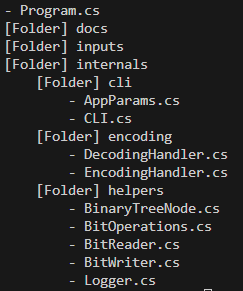 - Program.cs
[Folder] docs
[Folder] inputs
[Folder] internals
[Folder] cli
- AppParams.cs
- CLI.cs
[Folder] encoding
- DecodingHandler.cs
- EncodingHandler.cs
[Folder] helpers
- BinaryTreeNode.cs
- BitOperations.cs
- BitReader.cs
- BitWriter.cs
- Logger.cs